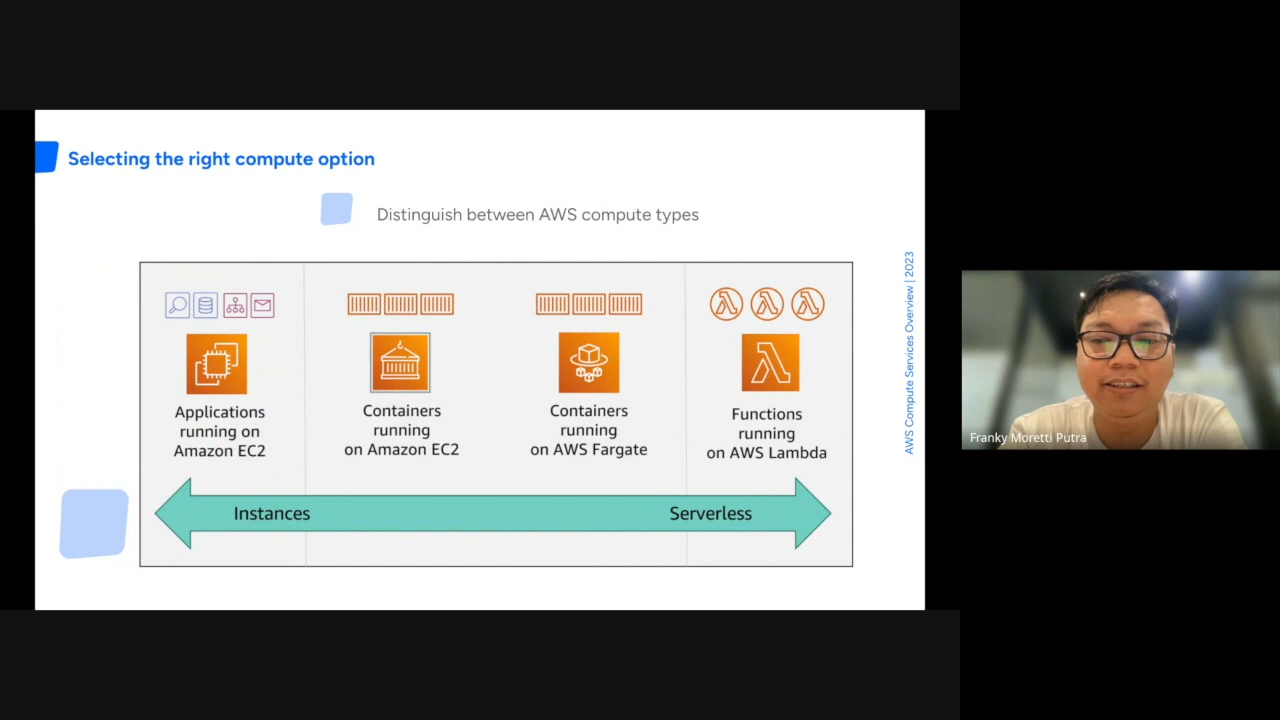 Selecting the right compute option
Distinguish between AWS compute types
Applications
running on
Amazon EC2
Containers
running
on Amazon EC2
Containers
running
on AWS Fargate
Functions
running
on AWS Lambda
Instances
Serverless
AWS Compute Services Overview | 2023
Franky Moretti Putra